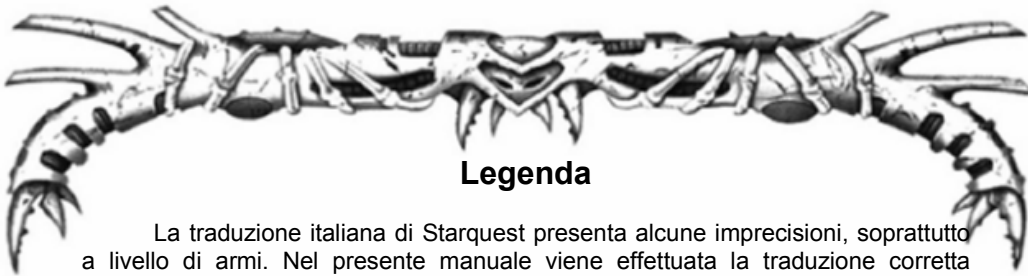 Legenda
La traduzione italiana di Starquest presenta alcune imprecisioni, soprattutto
a livello di armi. Nel presente manuale viene effettuata la traduzione corretta